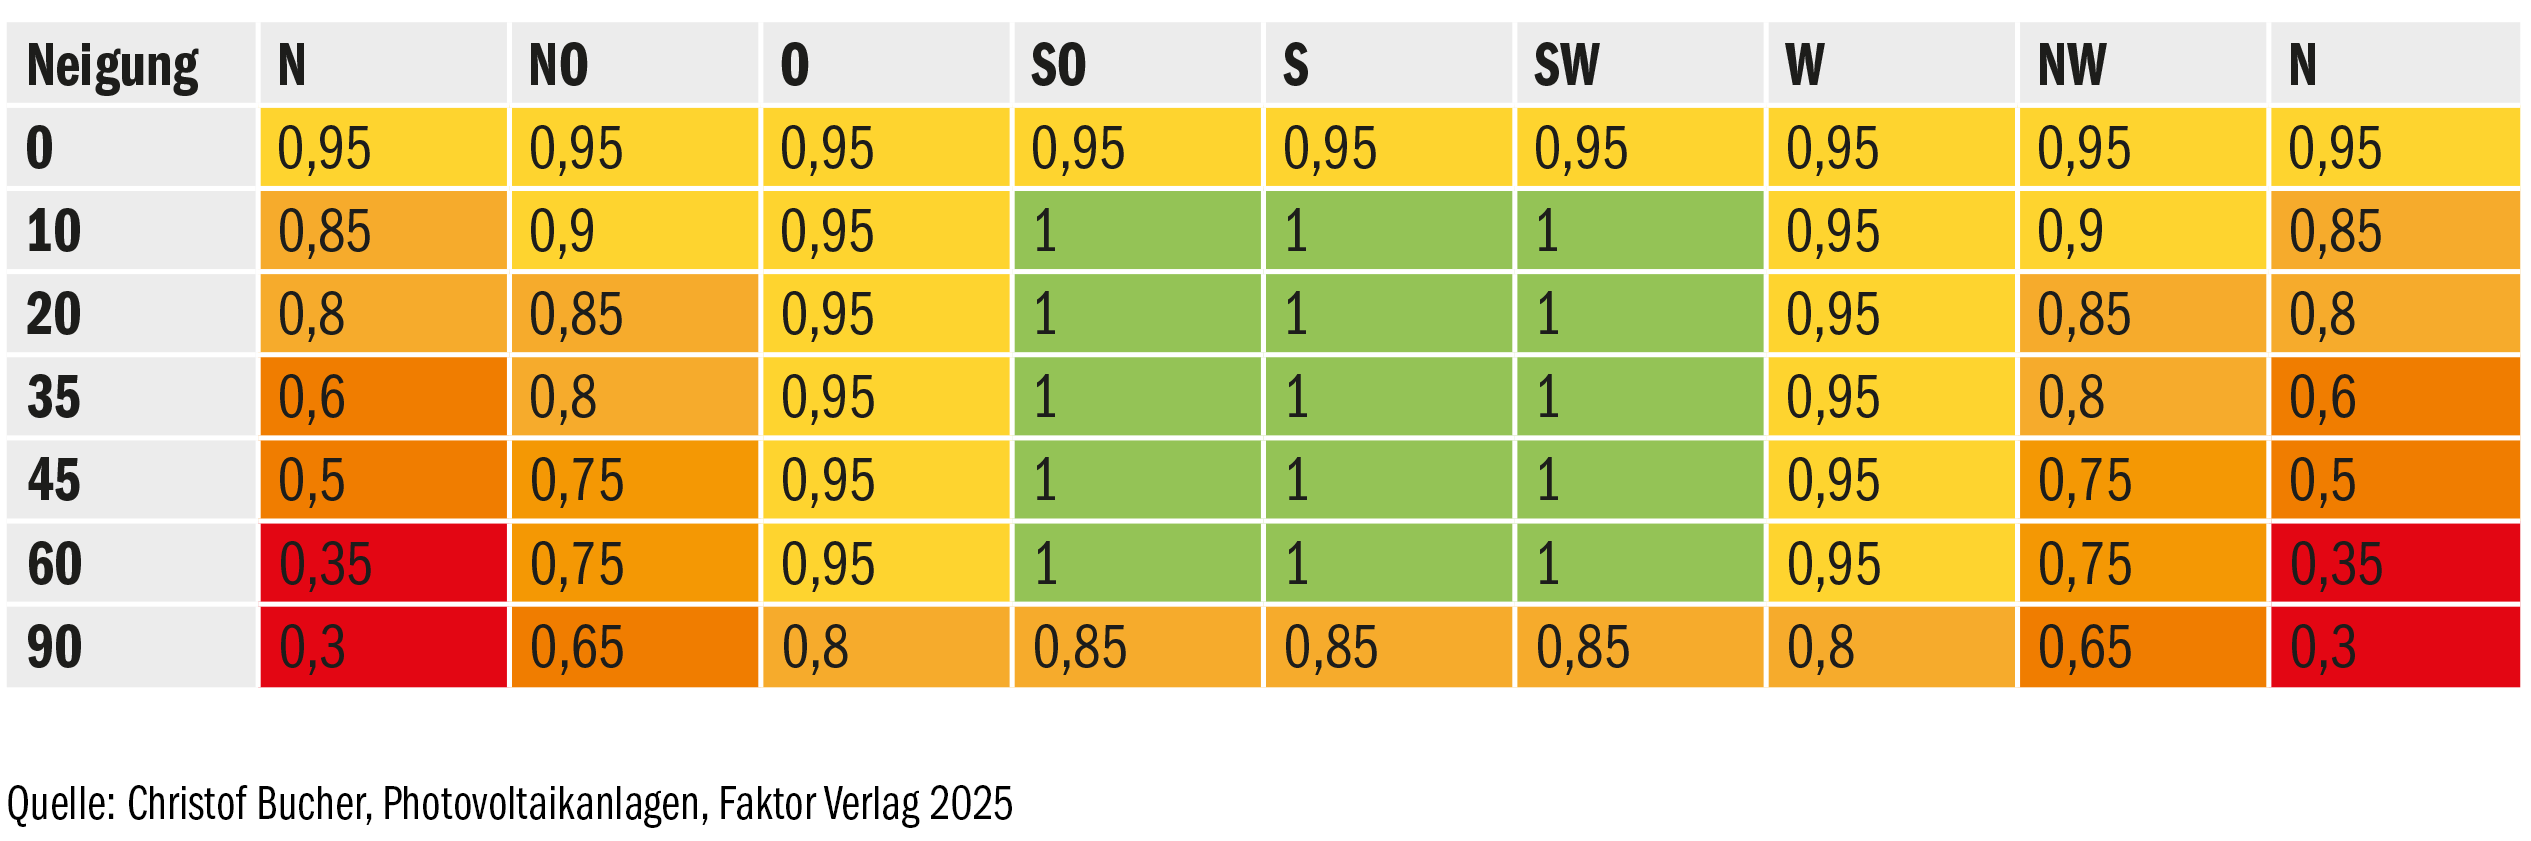 Neigung N NO O SO S SW W NW N
0 0,95 0,95 0,95 0,95 0,95 0,95 0,95 0,95 0,95
10 0,85 0,9 0,95 1 1 1 0,95 0,9 0,85
20 0,8 0,85 0,95 1 1 1 0,95 0,85 0,8
35 0,6 0,8 0,95 1 1 1 0,95 0,8 0,6
45 0,5 0,75 0,95 1 1 1 0,95 0,75 0,5
60 0,35 0,75 0,95 1 1 1 0,95 0,75 0,35
90 0,3 0,65 0,8 0,85 0,85 0,85 0,8 0,65 0,3
Quelle: Christof Bucher, Photovoltaikanlagen, Faktor Verlag 2025